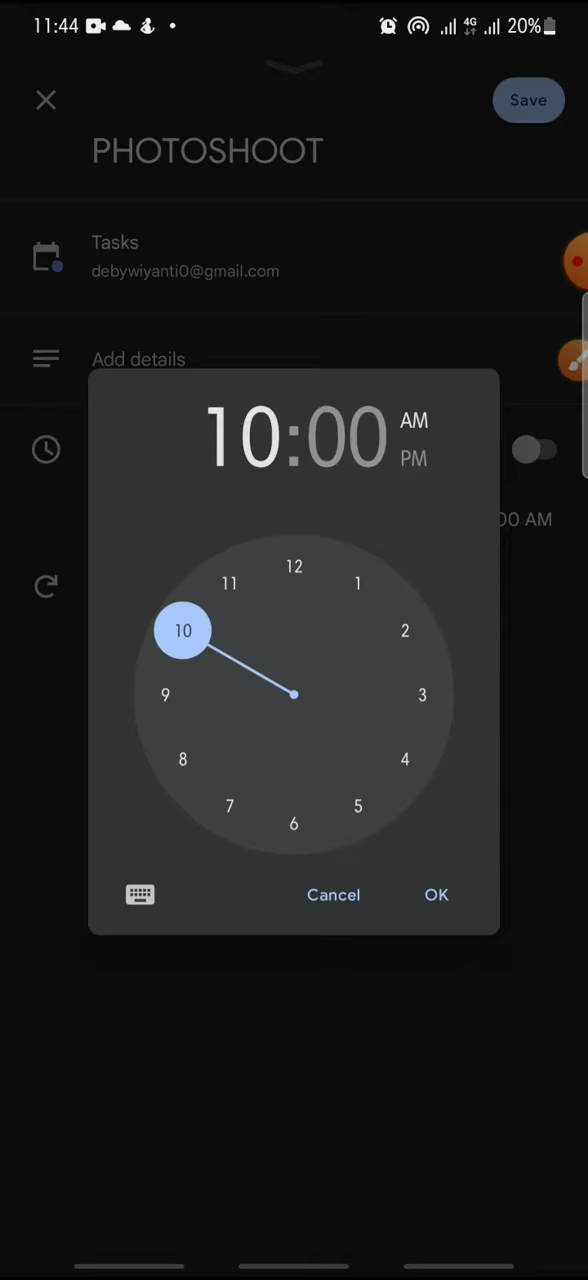 11:44 4G 20%
Save
PHOTOSHOOT
Tasks
debywiyanti0@gmail.com
Add details
10:00 AM
PM
00 AM
12
11 1
10 2
9 3
8 4
7 5
6
Cancel OK